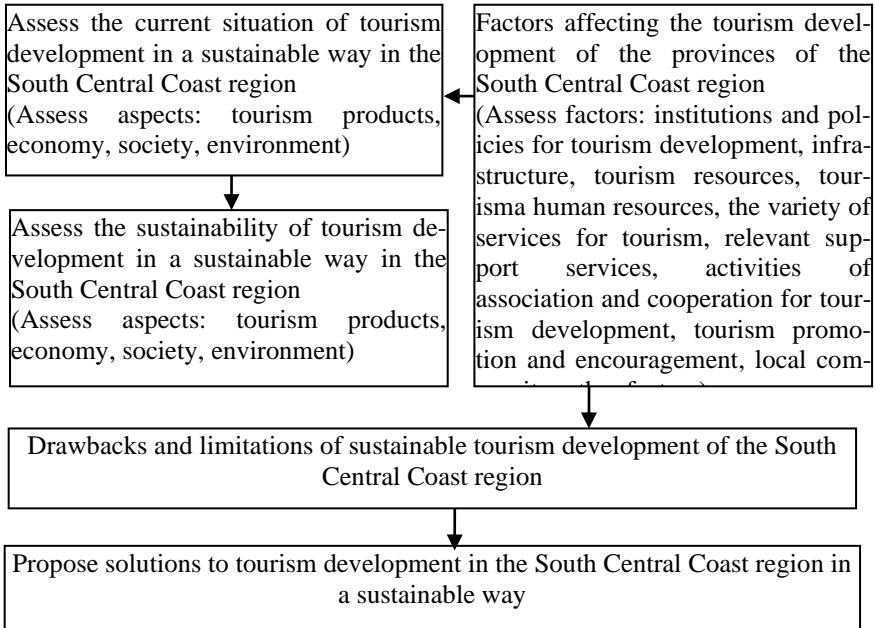 Assess the current situation of tourism
development in a sustainable way in the
South Central Coast region
(Assess aspects: tourism products,
economy, society, environment)
Assess the sustainability of tourism de-
velopment in a sustainable way in the
South Central Coast region
(Assess aspects: tourism products,
economy, society, environment)
Factors affecting the tourism devel-
opment of the provinces of the
South Central Coast region
(Assess factors: institutions and pol-
icies for tourism development, infra-
structure, tourism resources, tour-
isma human resources, the variety of
services for tourism, relevant sup-
port services, activities of
association and cooperation for tour-
ism development, tourism promo-
tion and encouragement, local com-
Drawbacks and limitations of sustainable tourism development of the South
Central Coast region
Propose solutions to tourism development in the South Central Coast region in
a sustainable way